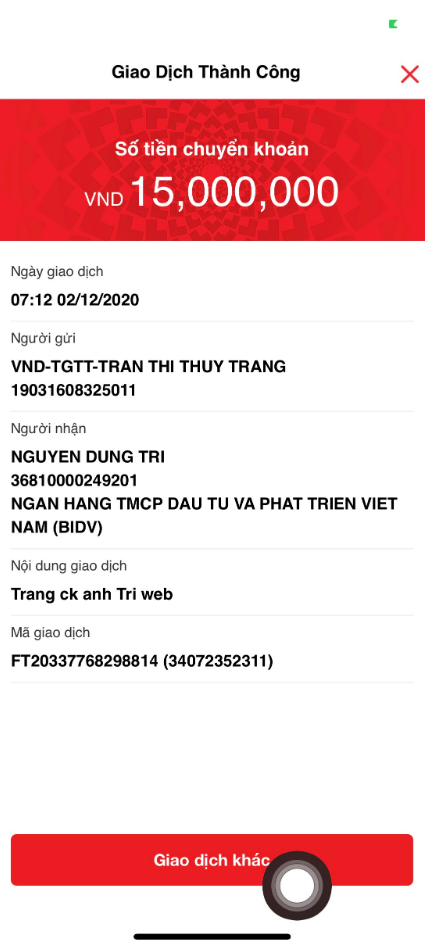 Giao Dịch Thành Công
Số tiền chuyển khoản
VND 15,000,000
Ngày giao dịch
07:12 02/12/2020
Người gửi
VND-TGTT-TRAN THI THUY TRANG
19031608325011
Người nhận
NGUYEN DUNG TRI
36810000249201
NGAN HANG TMCP DAU TU VA PHAT TRIEN VIET
NAM (BIDV)
Nội dung giao dịch
Trang ck anh Tri web
Mã giao dịch
FT20337768298814 (34072352311)
Giao dịch khác